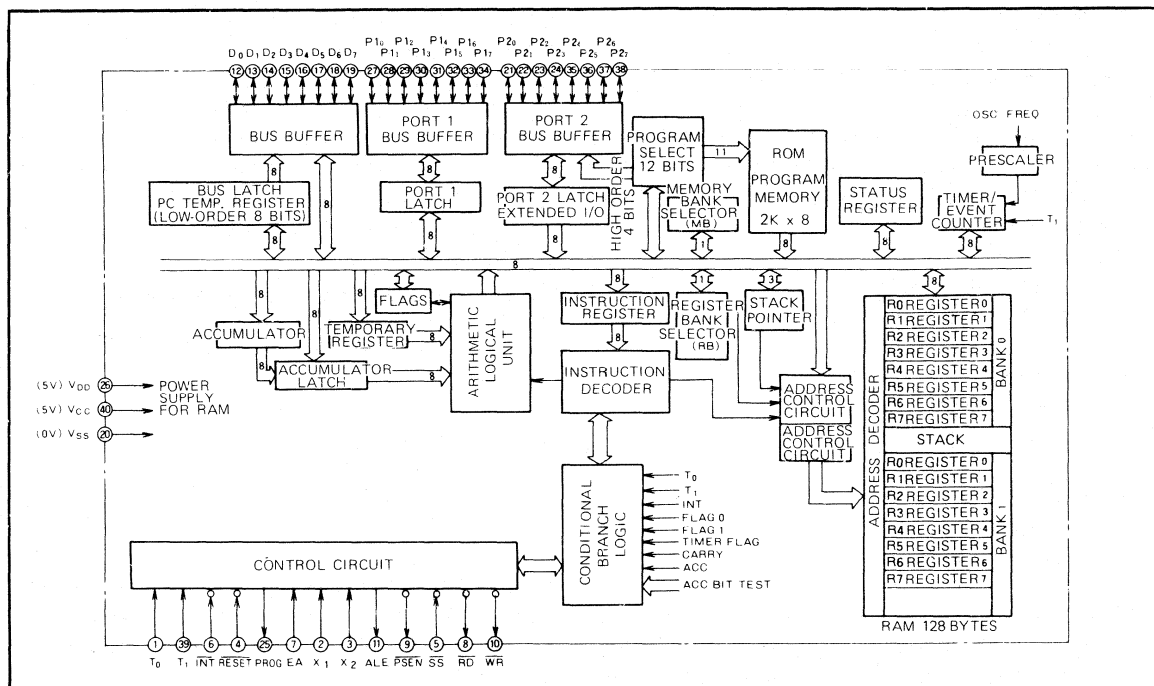 D0 D1 D2 D3 D4 D5 D6 D7
P10 P12 P14 P16
P11 P13 P15 P17
P20 P22 P24 P26
P21 P23 P25 P27
12 13 14 15 16 17 18 19
27 28 29 30 31 32 33 34
21 22 23 24 35 36 37 38
BUS BUFFER
PORT 1
BUS BUFFER
PORT 2
BUS BUFFER
PROGRAM
SELECT
12 BITS
11
ROM
PROGRAM
MEMORY
2K x 8
OSC FREQ
PRESCALER
8
8
8
8
BUS LATCH
PC TEMP. REGISTER
(LOW-ORDER 8 BITS)
PORT 1
LATCH
PORT 2 LATCH
EXTENDED I/O
HIGH ORDER
4 BITS
MEMORY
BANK
SELECTOR
(MB)
STATUS
REGISTER
TIMER/
EVENT
COUNTER
T1
8
8
8
1
8
8
8
8
8
8
8
FLAGS
8
1
3
8
ACCUMULATOR
TEMPORARY
REGISTER
8
ARITHMETIC
LOGICAL
UNIT
INSTRUCTION
REGISTER
REGISTER
BANK
SELECTOR
(RB)
STACK
POINTER
8
ACCUMULATOR
LATCH
8
8
INSTRUCTION
DECODER
ADDRESS
CONTROL
CIRCUIT
ADDRESS
CONTROL
CIRCUIT
ADDRESS DECODER
R0 REGISTER 0
R1 REGISTER 1
R2 REGISTER 2
R3 REGISTER 3
R4 REGISTER 4
R5 REGISTER 5
R6 REGISTER 6
R7 REGISTER 7
BANK 0
STACK
R0 REGISTER 0
R1 REGISTER 1
R2 REGISTER 2
R3 REGISTER 3
R4 REGISTER 4
R5 REGISTER 5
R6 REGISTER 6
R7 REGISTER 7
BANK 1
RAM 128 BYTES
(5V) VDD 26
(5V) VCC 40
(0V) VSS 20
POWER
SUPPLY
FOR RAM
CONDITIONAL
BRANCH
LOGIC
T0
T1
INT
FLAG 0
FLAG 1
TIMER FLAG
CARRY
ACC
ACC BIT TEST
CONTROL CIRCUIT
1 39 6 4 25 7 2 3 11 9 5 8 10
T0 T1 INT RESET PROG EA X1 X2 ALE PSEN SS RD WR